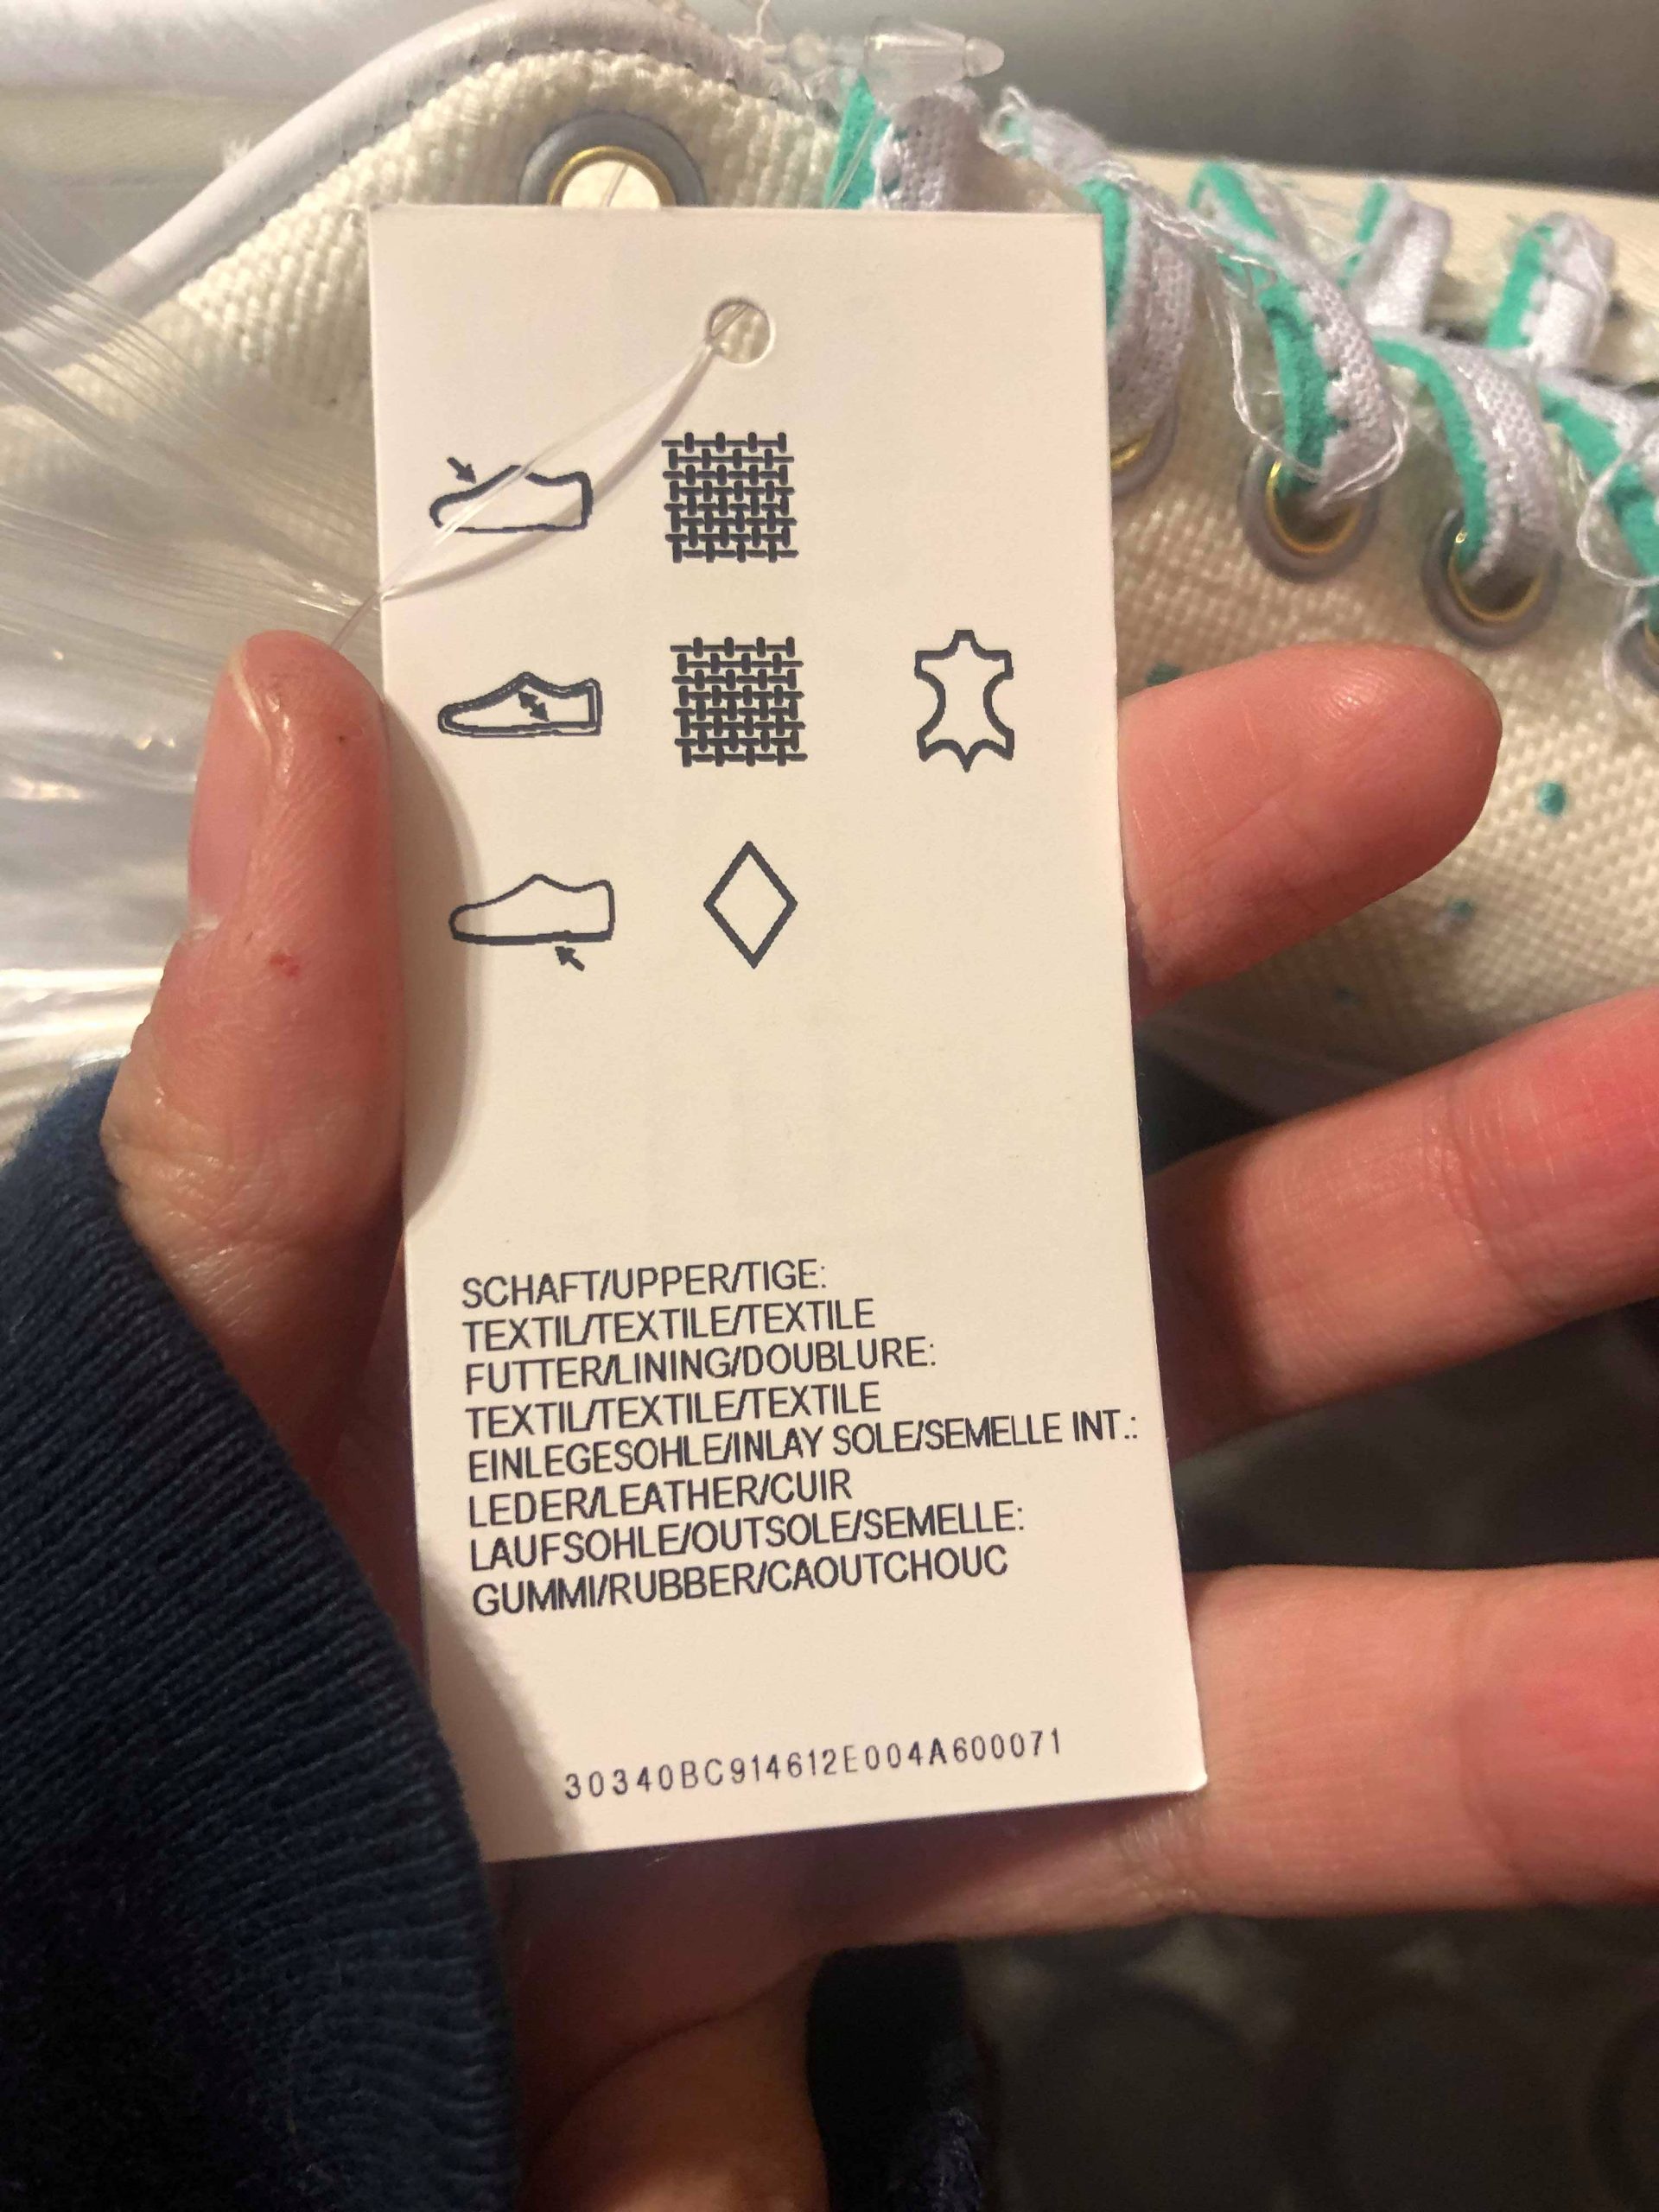 SCHAFT/UPPER/TIGE:
TEXTIL/TEXTILE/TEXTILE
FUTTER/LINING/DOUBLURE:
TEXTIL/TEXTILE/TEXTILE
EINLEGESOHLE/INLAY SOLE/SEMELLE INT.:
LEDER/LEATHER/CUIR
LAUFSOHLE/OUTSOLE/SEMELLE:
GUMMI/RUBBER/CAOUTCHOUC
30340BC914612E004A600071